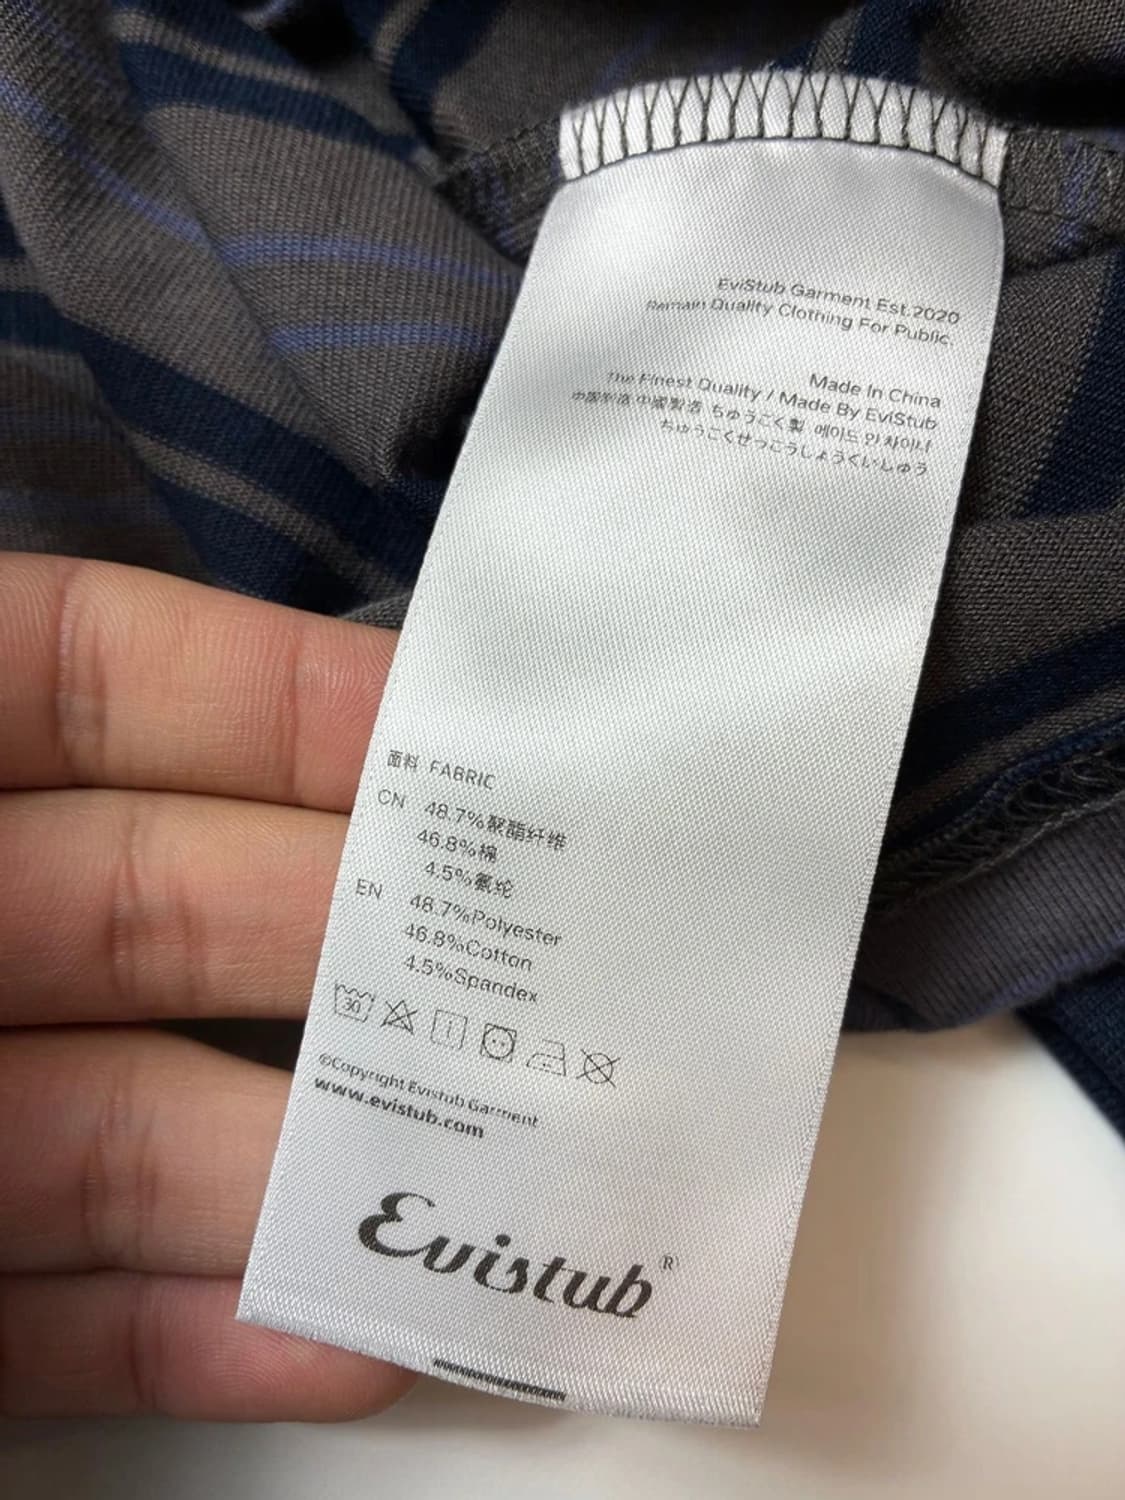 EviStub Garment Est.2020
Remain Quality Clothing For Public.
Made In China
The Finest Quality / Made By EviStub
中国制造 中國製造 ちゅうごく製 메이드 인 차이나
ちゅうごくせっこうしょうくいしゅう
面料 FABRIC
CN 48.7%聚酯纤维
46.8%棉
4.5%氨纶
EN 48.7%Polyester
46.8%Cotton
4.5%Spandex
30
©Copyright Evistub Garment
www.evistub.com
Evistub®